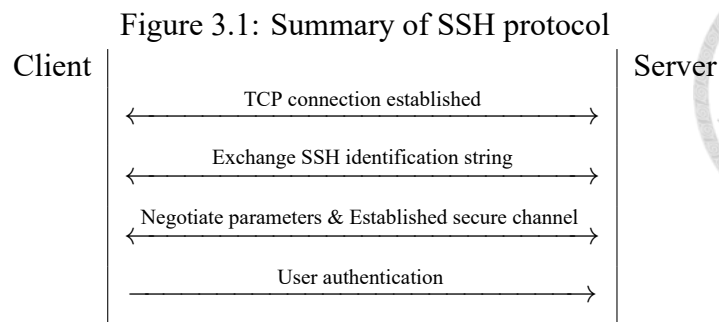 Figure 3.1: Summary of SSH protocol
Client
Server
TCP connection established
Exchange SSH identification string
Negotiate parameters & Established secure channel
User authentication